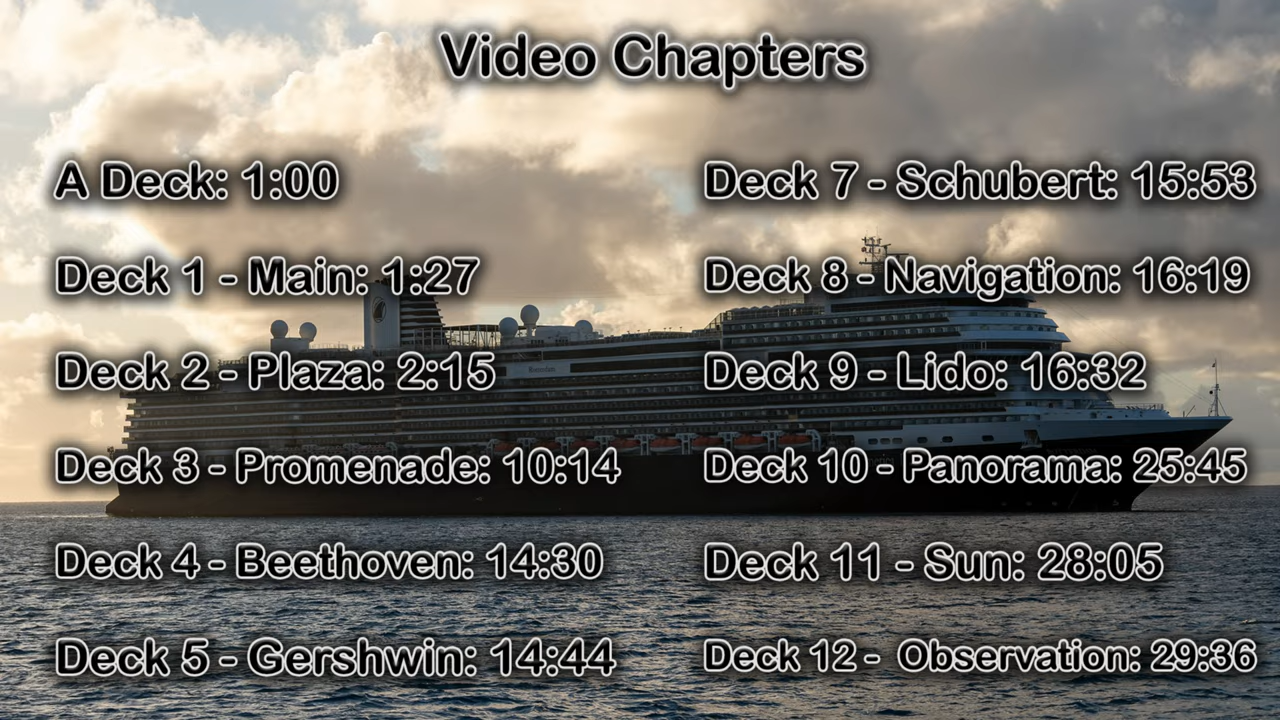 Video Chapters
A Deck: 1:00
Deck 1 - Main: 1:27
Deck 2 - Plaza: 2:15
Deck 3 - Promenade: 10:14
Deck 4 - Beethoven: 14:30
Deck 5 - Gershwin: 14:44
Deck 7 - Schubert: 15:53
Deck 8 - Navigation: 16:19
Deck 9 - Lido: 16:32
Deck 10 - Panorama: 25:45
Deck 11 - Sun: 28:05
Deck 12 - Observation: 29:36